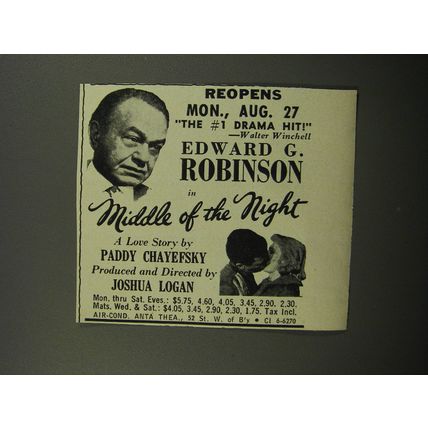 REOPENS
MON., AUG. 27
"THE #1 DRAMA HIT!"
—Walter Winchell
EDWARD G.
ROBINSON
in
Middle of the Night
A Love Story by
PADDY CHAYEFSKY
Produced and Directed by
JOSHUA LOGAN
Mon. thru Sat. Eves.: $5.75, 4.60, 4.05, 3.45, 2.90, 2.30.
Mats. Wed. & Sat.: $4.05, 3.45, 2.90, 2.30, 1.75. Tax Incl.
AIR-COND. ANTA THEA., 52 St. W. of B'y • CI 6-6270